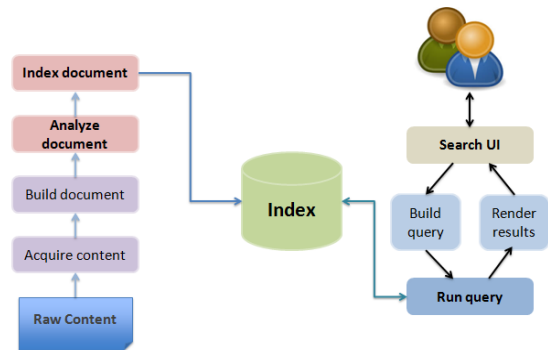 Index document
Analyze
document
Build document
Acquire content
Raw Content
Index
Search UI
Build
query
Render
results
Run query